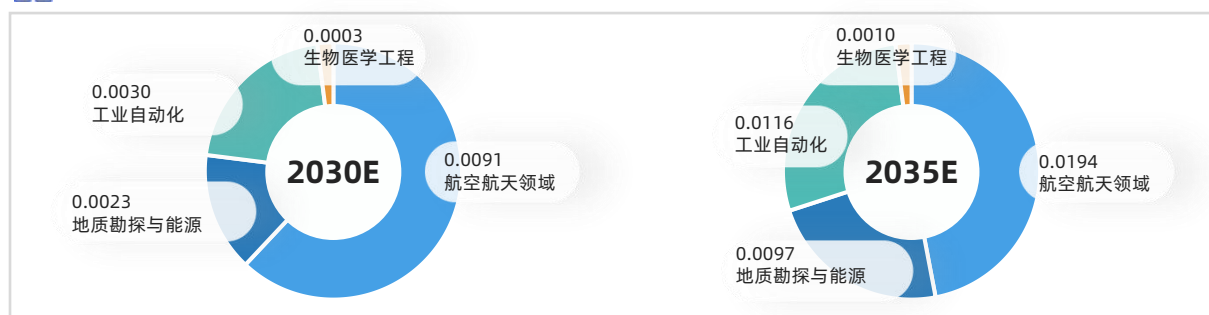 0.0003
生物医学工程
0.0030
工业自动化
2030E
0.0091
航空航天领域
0.0023
地质勘探与能源
0.0010
生物医学工程
0.0116
工业自动化
2035E
0.0194
航空航天领域
0.0097
地质勘探与能源